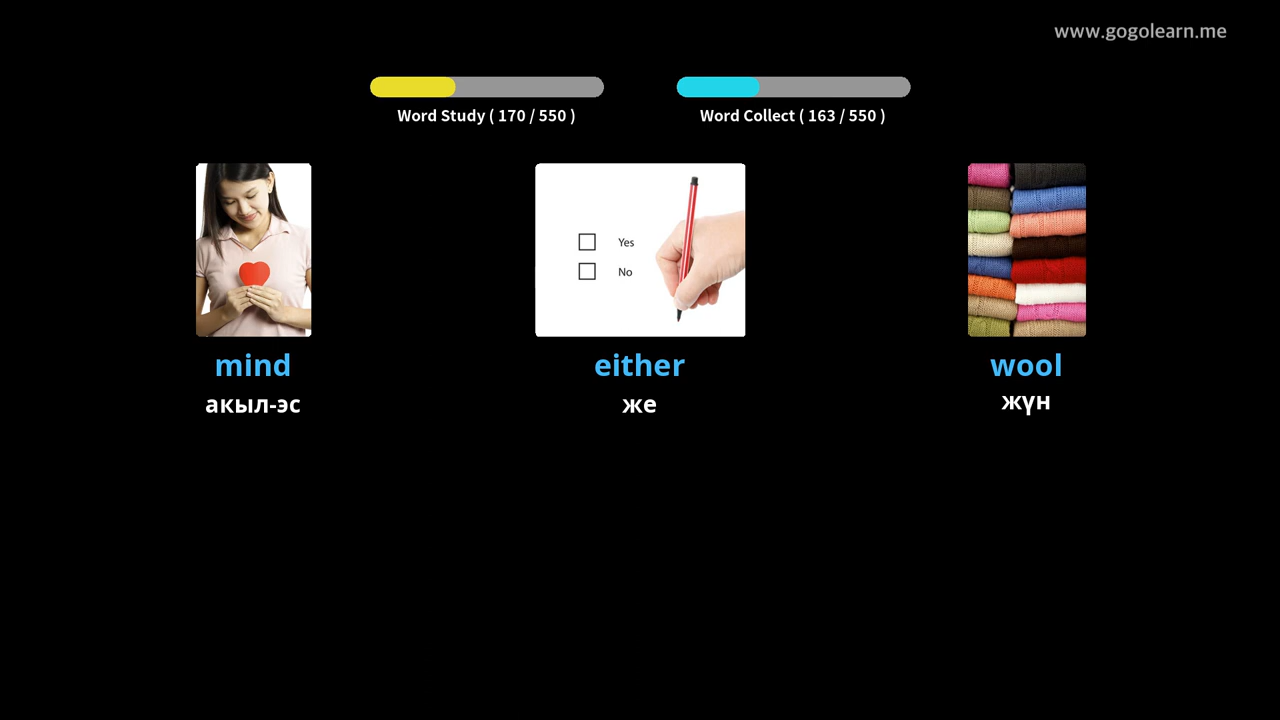 www.gogolearn.me
Word Study ( 170 / 550 )
Word Collect ( 163 / 550 )
Yes
No
mind
either
wool
акыл-эс
же
жүн